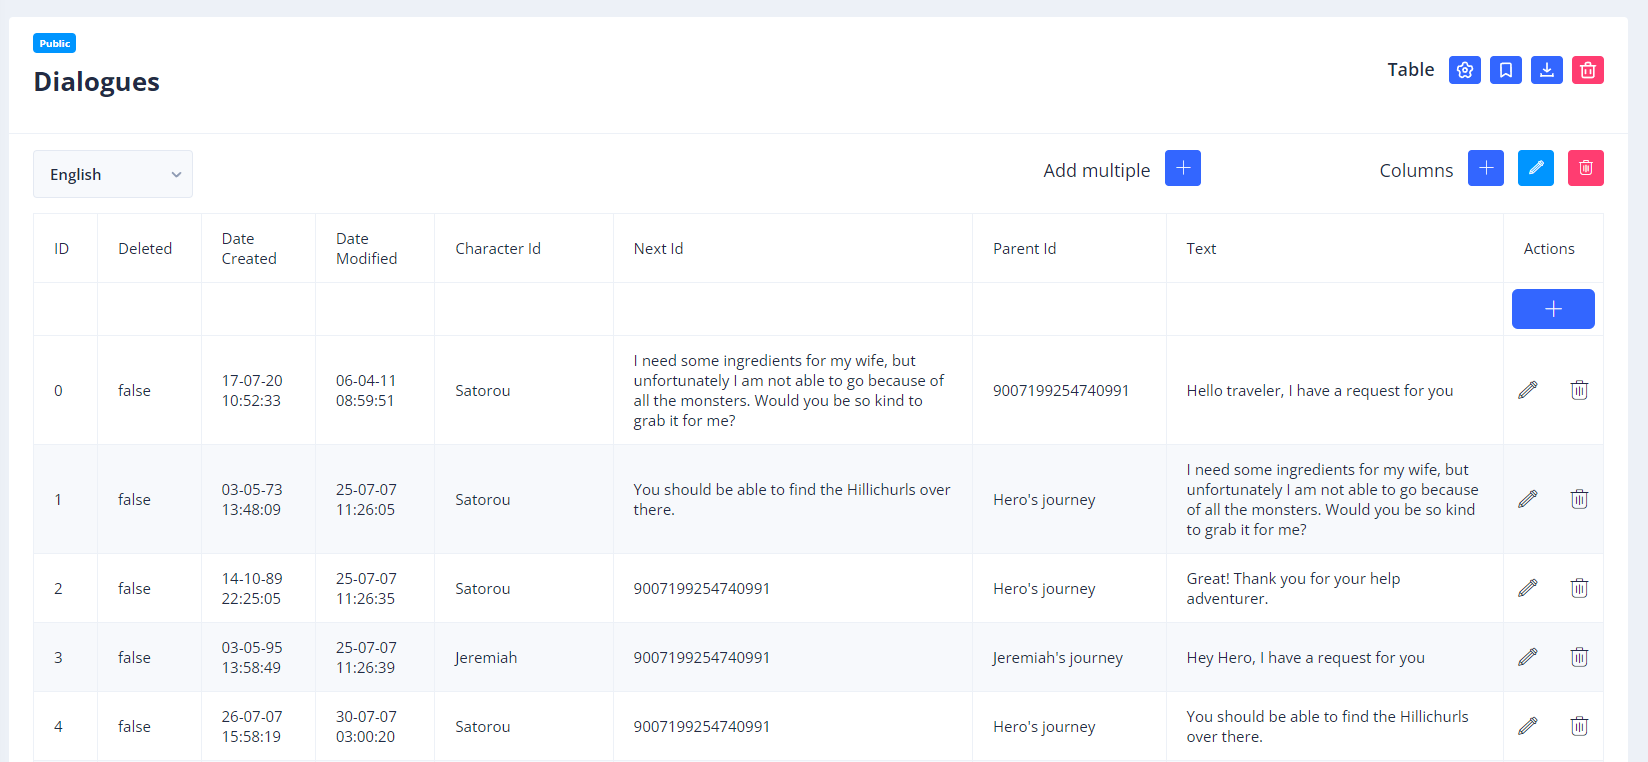 Public
Dialogues
Table
English
Add multiple
Columns
ID
Deleted
Date
Created
Date
Modified
Character Id
Next Id
Parent Id
Text
Actions
0
false
17-07-20
10:52:33
06-04-11
08:59:51
Satorou
I need some ingredients for my wife, but
unfortunately I am not able to go because of
all the monsters. Would you be so kind to
grab it for me?
9007199254740991
Hello traveler, I have a request for you
1
false
03-05-73
13:48:09
25-07-07
11:26:05
Satorou
You should be able to find the Hillichurls over
there.
Hero's journey
I need some ingredients for my wife, but
unfortunately I am not able to go because
of all the monsters. Would you be so kind
to grab it for me?
2
false
14-10-89
22:25:05
25-07-07
11:26:35
Satorou
9007199254740991
Hero's journey
Great! Thank you for your help
adventurer.
3
false
03-05-95
13:58:49
25-07-07
11:26:39
Jeremiah
9007199254740991
Jeremiah's journey
Hey Hero, I have a request for you
4
false
26-07-07
15:58:19
30-07-07
03:00:20
Satorou
9007199254740991
Hero's journey
You should be able to find the Hillichurls
over there.